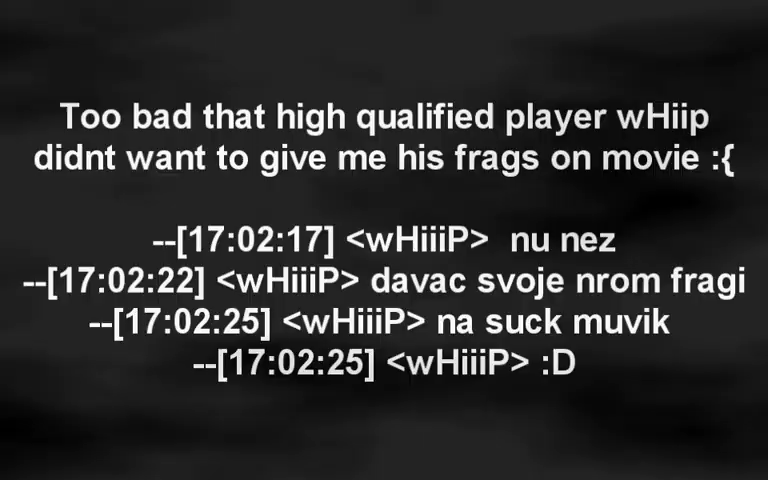 Too bad that high qualified player wHiip
didnt want to give me his frags on movie :{
--[17:02:17] <wHiiiP>  nu nez
--[17:02:22] <wHiiiP> davac svoje nrom fragi
--[17:02:25] <wHiiiP> na suck muvik
--[17:02:25] <wHiiiP> :D